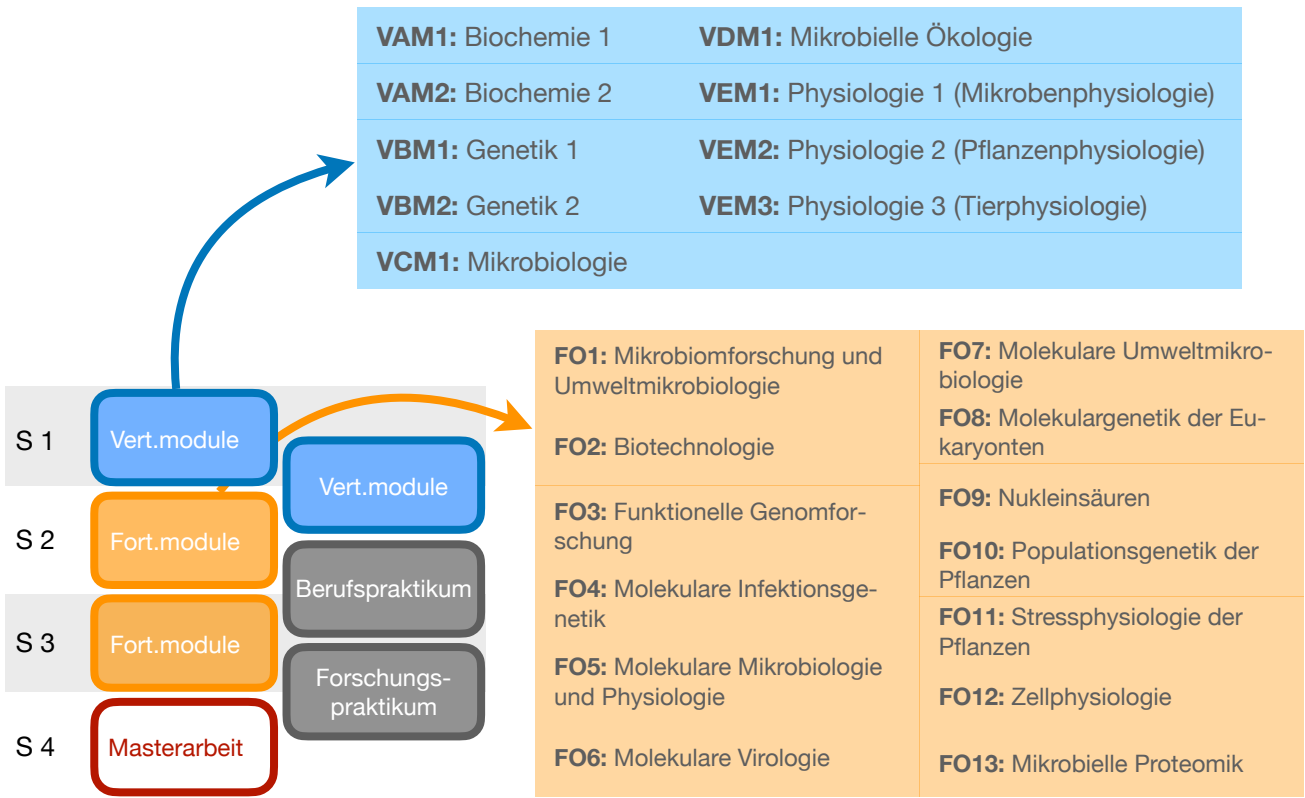 VAM1: Biochemie 1
VDM1: Mikrobielle Ökologie
VAM2: Biochemie 2
VEM1: Physiologie 1 (Mikrobenphysiologie)
VBM1: Genetik 1
VEM2: Physiologie 2 (Pflanzenphysiologie)
VBM2: Genetik 2
VEM3: Physiologie 3 (Tierphysiologie)
VCM1: Mikrobiologie
S 1
Vert.module
Vert.module
S 2
Fort.module
Berufspraktikum
S 3
Fort.module
Forschungs-
praktikum
S 4
Masterarbeit
FO1: Mikrobiomforschung und
Umweltmikrobiologie
FO2: Biotechnologie
FO3: Funktionelle Genomfor-
schung
FO4: Molekulare Infektionsge-
netik
FO5: Molekulare Mikrobiologie
und Physiologie
FO6: Molekulare Virologie
FO7: Molekulare Umweltmikro-
biologie
FO8: Molekulargenetik der Eu-
karyonten
FO9: Nukleinsäuren
FO10: Populationsgenetik der
Pflanzen
FO11: Stressphysiologie der
Pflanzen
FO12: Zellphysiologie
FO13: Mikrobielle Proteomik